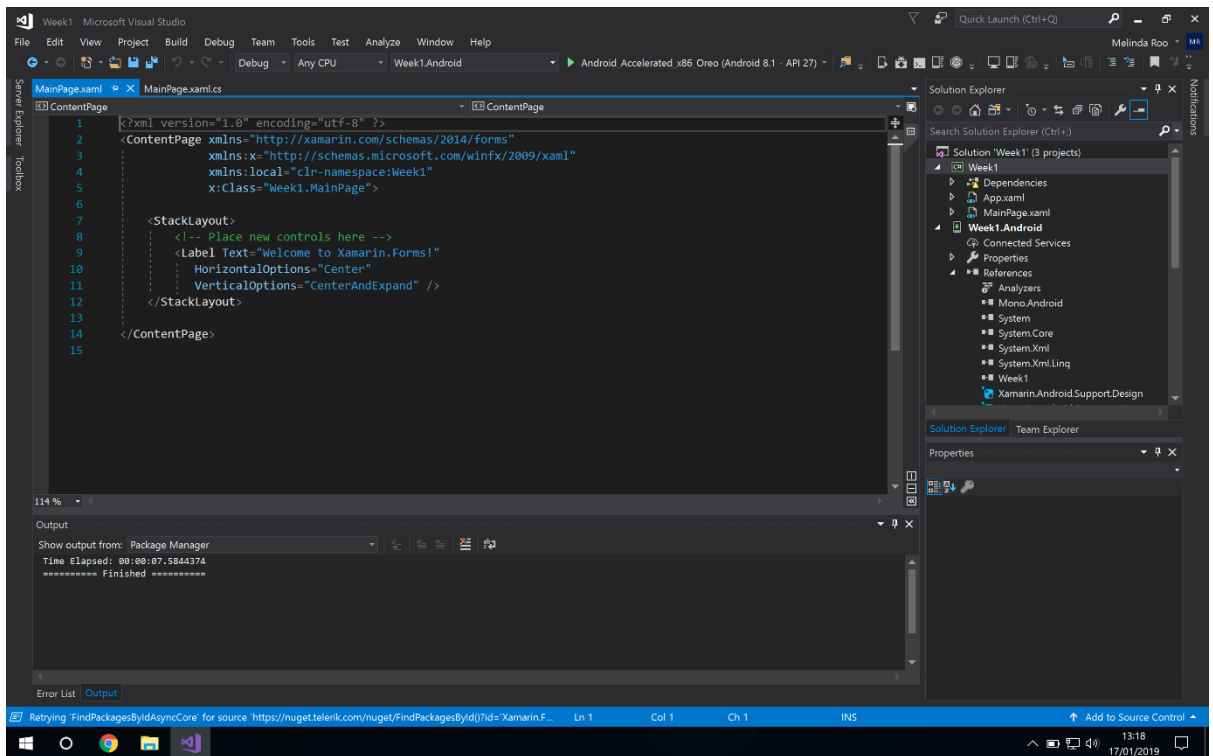 Week1 Microsoft Visual Studio
Quick Launch (Ctrl+Q)
File Edit View Project Build Debug Team Tools Test Analyze Window Help
Melinda Roo MR
Debug Any CPU Week1.Android Android_Accelerated_x86_Oreo (Android 8.1 - API 27)
Server Explorer
Toolbox
MainPage.xaml MainPage.xaml.cs
ContentPage ContentPage
1 <?xml version="1.0" encoding="utf-8" ?>
2 <ContentPage xmlns="http://xamarin.com/schemas/2014/forms"
3 xmlns:x="http://schemas.microsoft.com/winfx/2009/xaml"
4 xmlns:local="clr-namespace:Week1"
5 x:Class="Week1.MainPage">
6
7 <StackLayout>
8 <!-- Place new controls here -->
9 <Label Text="Welcome to Xamarin.Forms!"
10 HorizontalOptions="Center"
11 VerticalOptions="CenterAndExpand" />
12 </StackLayout>
13
14 </ContentPage>
15
114 %
Output
Show output from: Package Manager
Time Elapsed: 00:00:07.5844374
========== Finished ==========
Error List Output
Solution Explorer
Search Solution Explorer (Ctrl+;)
Solution 'Week1' (3 projects)
C# Week1
Dependencies
App.xaml
MainPage.xaml
Week1.Android
Connected Services
Properties
References
Analyzers
Mono.Android
System
System.Core
System.Xml
System.Xml.Linq
Week1
Xamarin.Android.Support.Design
Solution Explorer Team Explorer
Properties
Notifications
Retrying 'FindPackagesByIdAsyncCore' for source 'https://nuget.telerik.com/nuget/FindPackagesById()?id='Xamarin.F... Ln 1 Col 1 Ch 1 INS Add to Source Control
13:18
17/01/2019